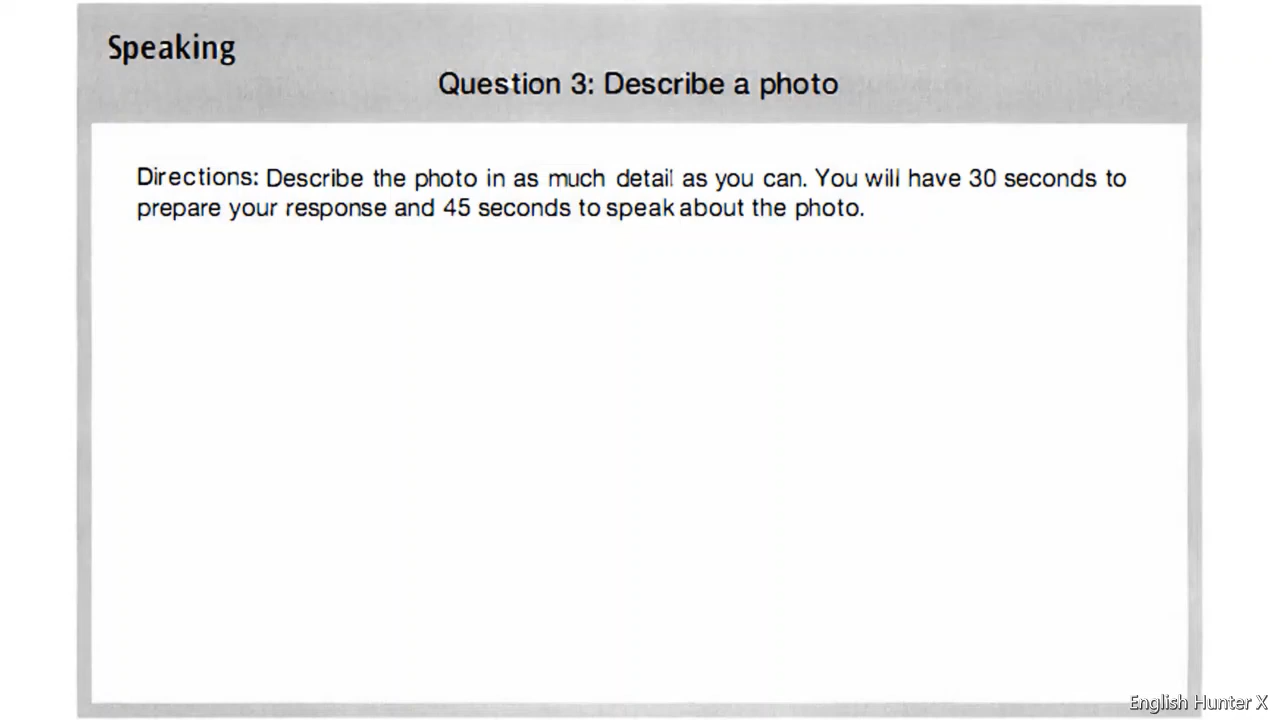 Speaking
Question 3: Describe a photo
Directions: Describe the photo in as much detail as you can. You will have 30 seconds to
prepare your response and 45 seconds to speak about the photo.
English Hunter X